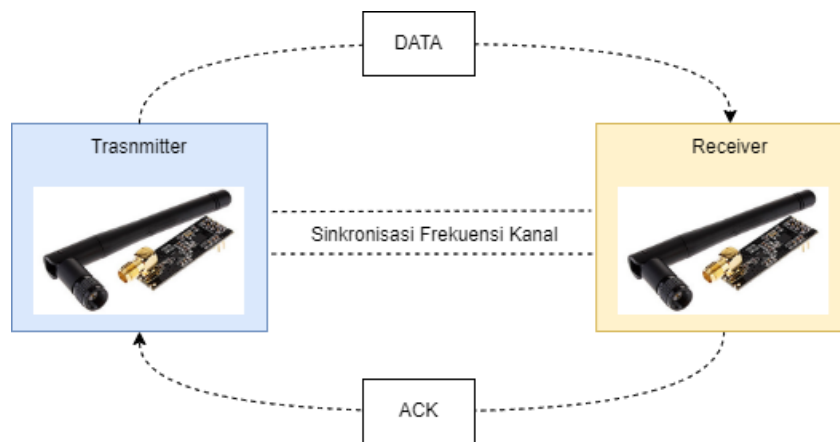 DATA
Trasnmitter
Receiver
Sinkronisasi Frekuensi Kanal
ACK